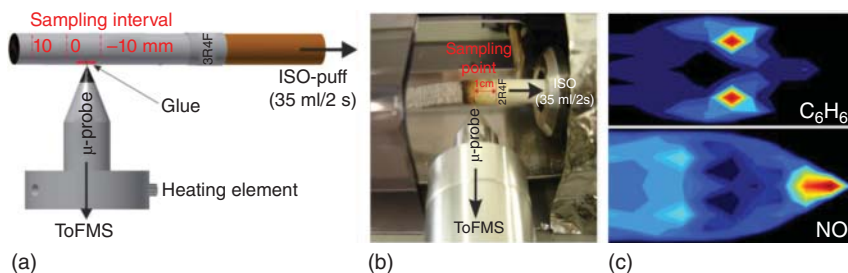 Sampling interval
10 0 −10 mm
3R4F
ISO-puff
(35 ml/2 s)
Glue
μ-probe
Heating element
ToFMS
(a)
Sampling
point
1cm
2R4F
ISO
(35 ml/2s)
μ-probe
ToFMS
(b)
C₆H₆
NO
(c)